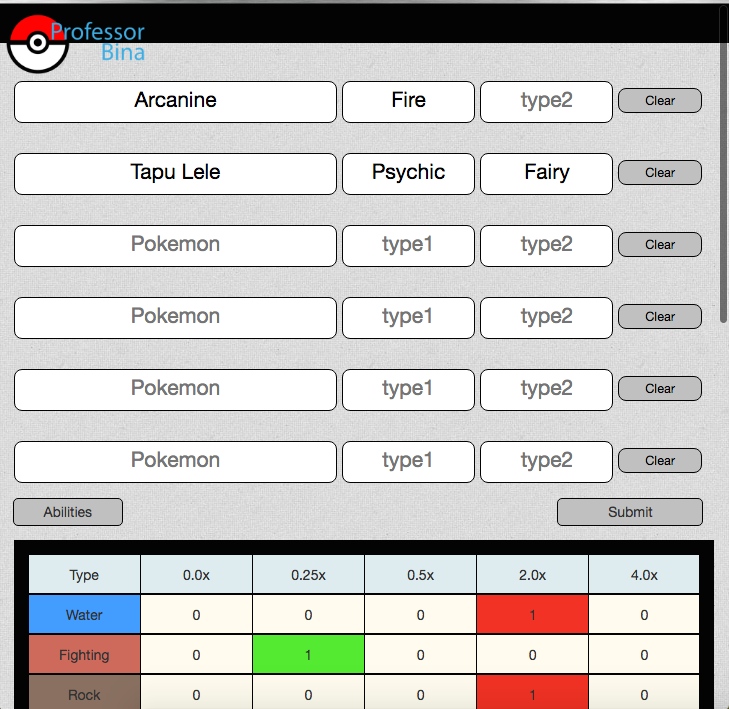 Professor
Bina
Arcanine Fire type2 Clear
Tapu Lele Psychic Fairy Clear
Pokemon type1 type2 Clear
Pokemon type1 type2 Clear
Pokemon type1 type2 Clear
Pokemon type1 type2 Clear
Abilities Submit
Type 0.0x 0.25x 0.5x 2.0x 4.0x
Water 0 0 0 1 0
Fighting 0 1 0 0 0
Rock 0 0 0 1 0